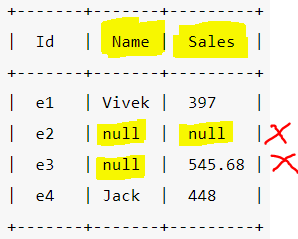 +-------+--------+----------+
| Id | Name | Sales |
+-------+--------+----------+
| e1 | Vivek | 397 |
| e2 | null | null | X
| e3 | null | 545.68 | X
| e4 | Jack | 448 |
+-------+--------+----------+